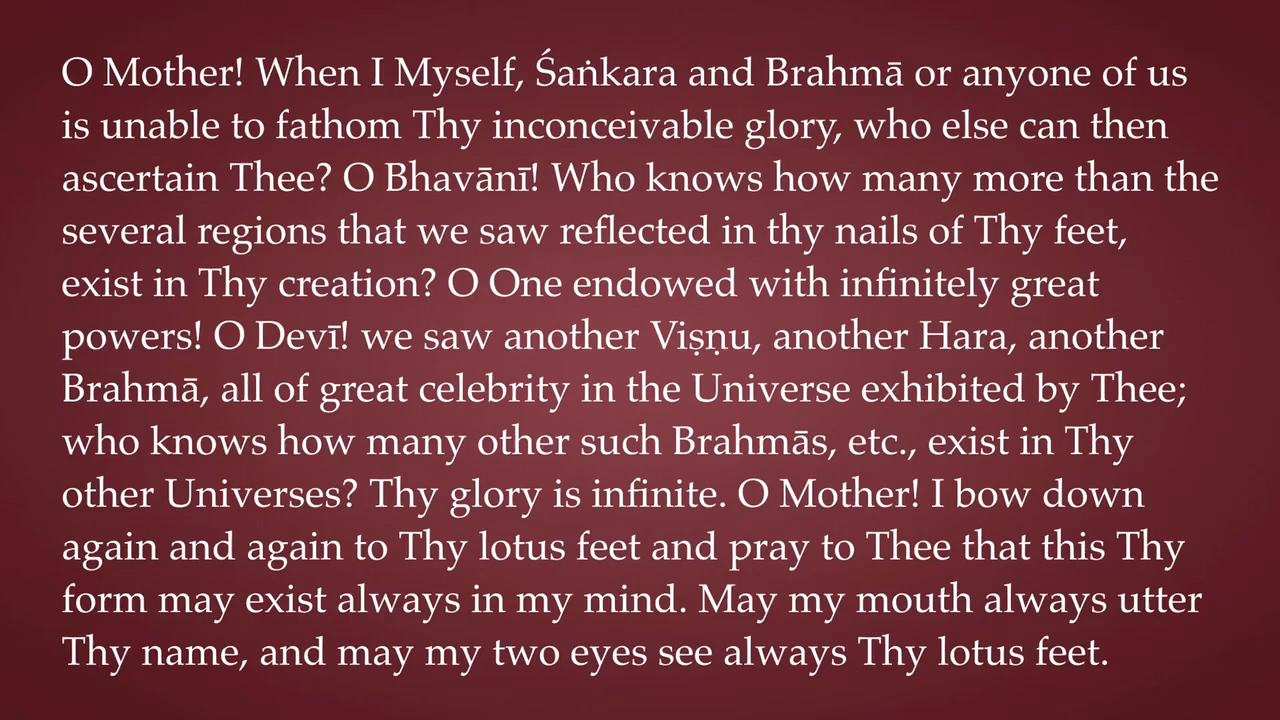 O Mother! When I Myself, Śaṅkara and Brahmā or anyone of us
is unable to fathom Thy inconceivable glory, who else can then
ascertain Thee? O Bhavānī! Who knows how many more than the
several regions that we saw reflected in thy nails of Thy feet,
exist in Thy creation? O One endowed with infinitely great
powers! O Devī! we saw another Viṣṇu, another Hara, another
Brahmā, all of great celebrity in the Universe exhibited by Thee;
who knows how many other such Brahmās, etc., exist in Thy
other Universes? Thy glory is infinite. O Mother! I bow down
again and again to Thy lotus feet and pray to Thee that this Thy
form may exist always in my mind. May my mouth always utter
Thy name, and may my two eyes see always Thy lotus feet.